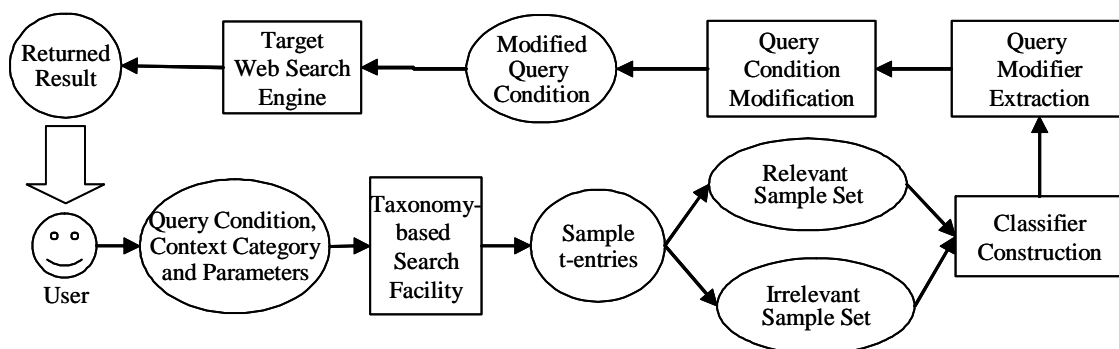 Returned
Result
Target
Web Search
Engine
Modified
Query
Condition
Query
Condition
Modification
Query
Modifier
Extraction
User
Query Condition,
Context Category
and Parameters
Taxonomy-
based
Search
Facility
Sample
t-entries
Relevant
Sample Set
Irrelevant
Sample Set
Classifier
Construction